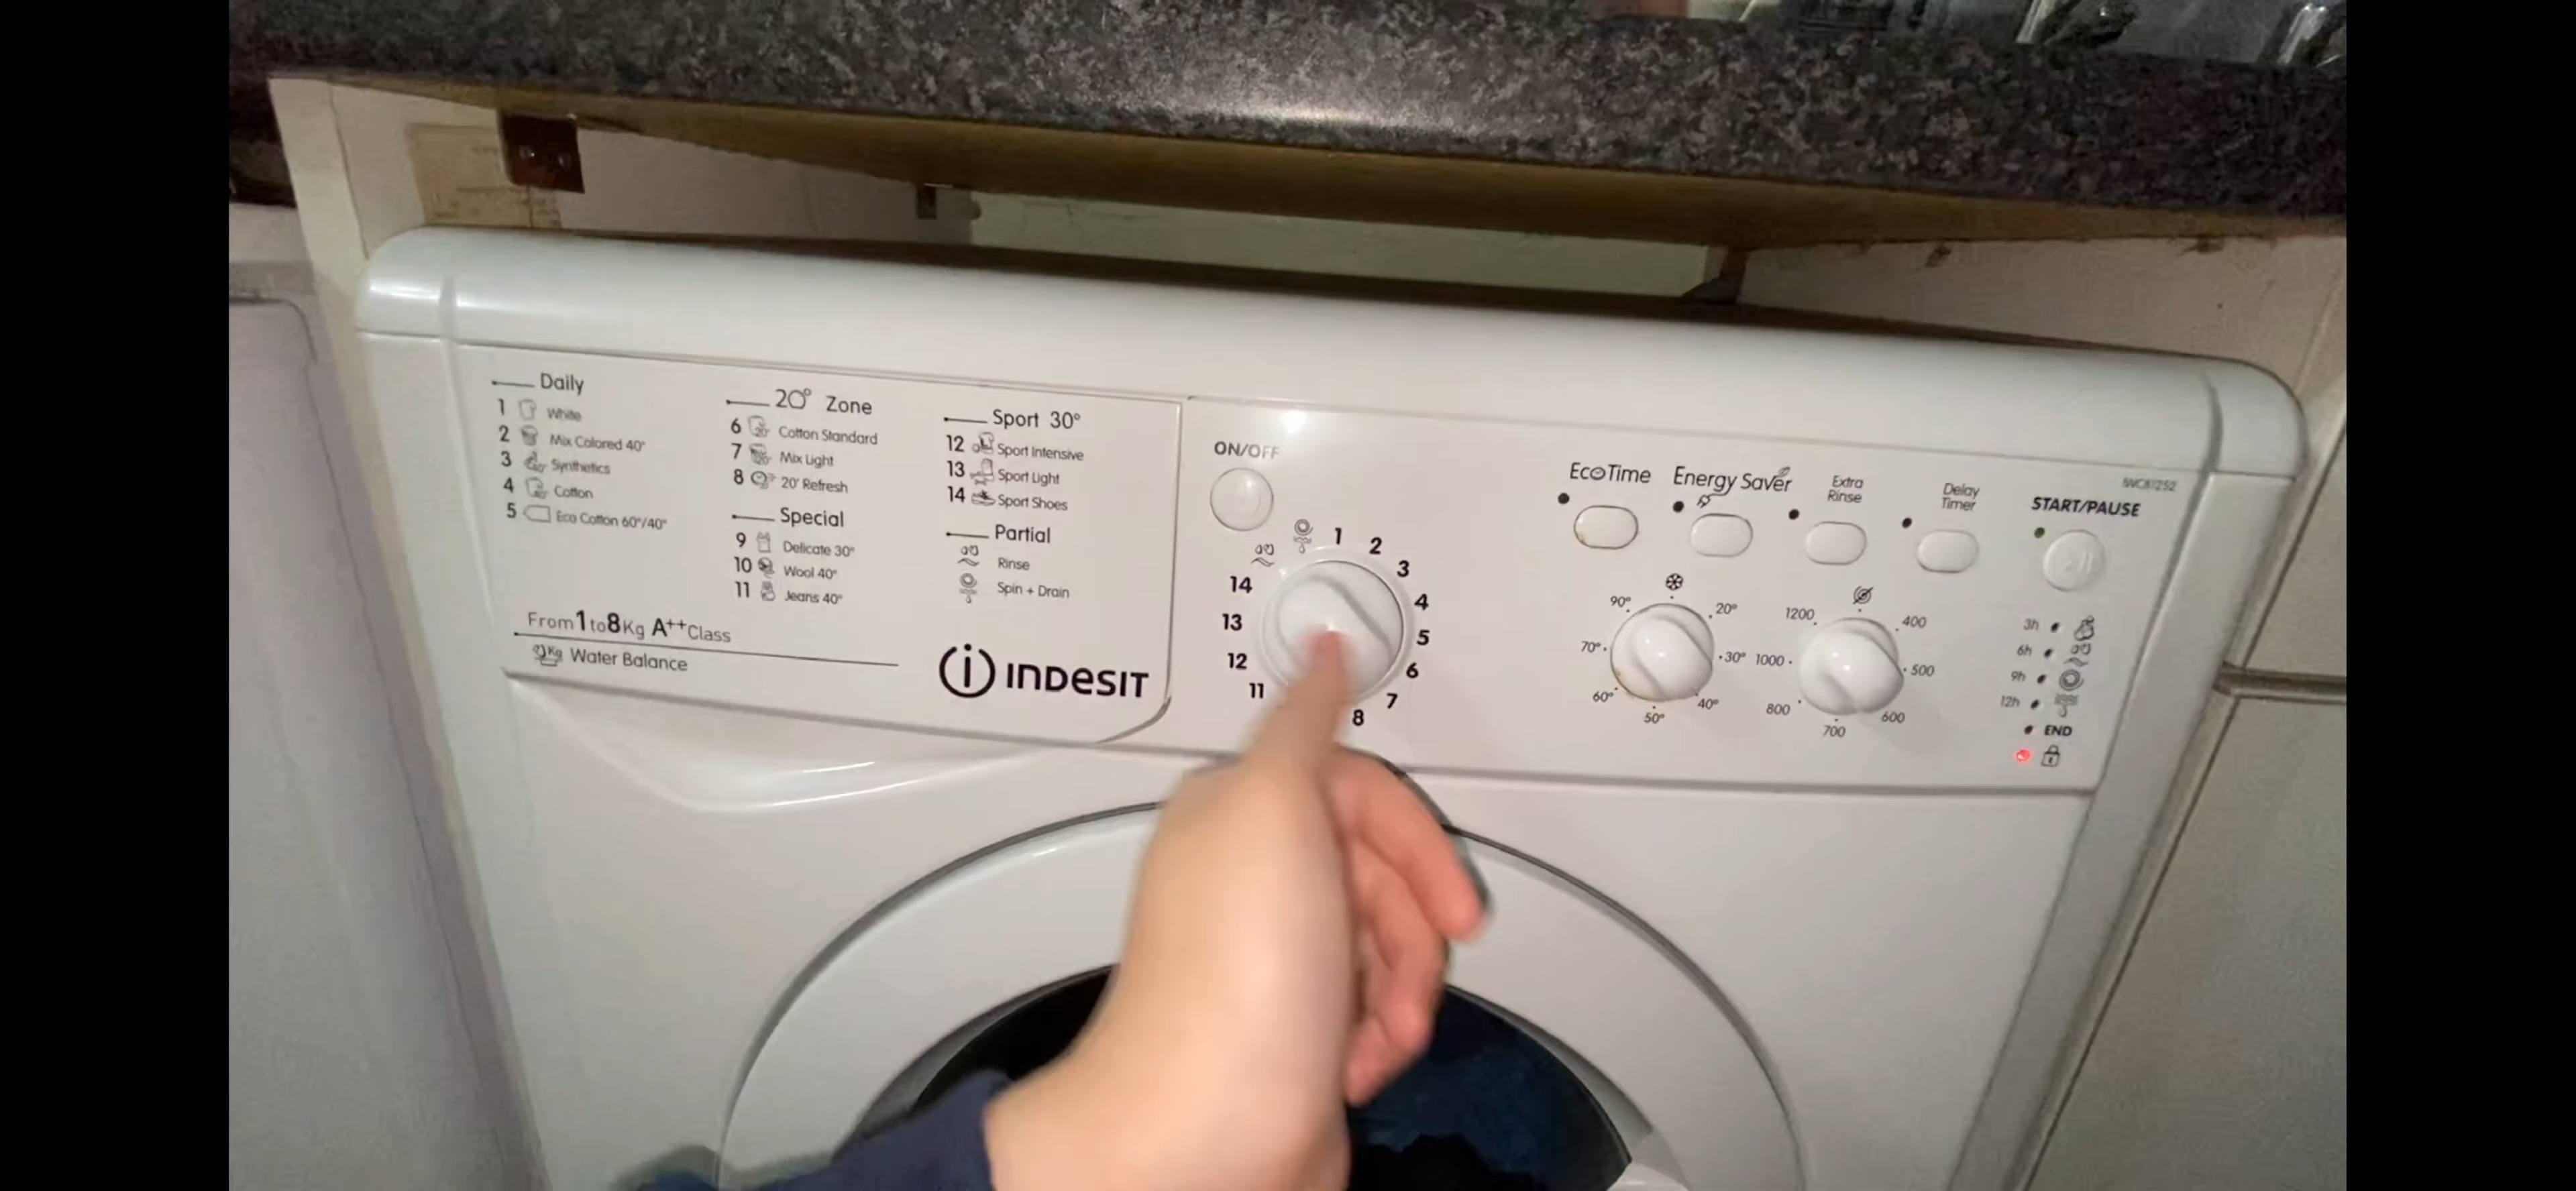 Daily
1 White
2 Mix Colored 40°
3 Synthetics
4 Cotton
5 Eco Cotton 60°/40°
20° Zone
6 Cotton Standard
7 Mix Light
8 20' Refresh
Special
9 Delicate 30°
10 Wool 40°
11 Jeans 40°
Sport 30°
12 Sport Intensive
13 Sport Light
14 Sport Shoes
Partial
Rinse
Spin + Drain
From 1 to 8 Kg A++ Class
Kg Water Balance
INDESIT
ON/OFF
1
2
3
4
5
6
7
8
11
12
13
14
EcoTime
Energy Saver
Extra
Rinse
Delay
Timer
IWC81252
START/PAUSE
20°
30°
40°
50°
60°
70°
90°
400
500
600
700
800
1000
1200
3h
6h
9h
12h
END